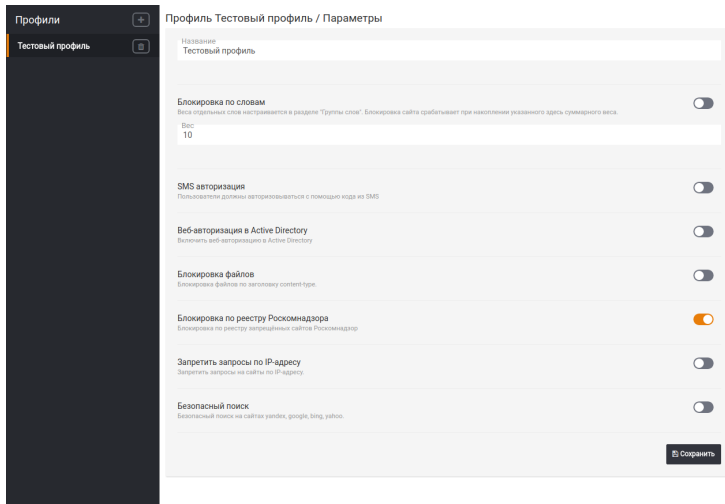 Профили
Тестовый профиль
Профиль Тестовый профиль / Параметры
Название
Тестовый профиль
Блокировка по словам
Веса отдельных слов настраивается в разделе "Группы слов". Блокировка сайта срабатывает при накоплении указанного здесь суммарного веса.
Вес
10
SMS авторизация
Пользователи должны авторизовываться с помощью кода из SMS
Веб-авторизация в Active Directory
Включить веб-авторизацию в Active Directory
Блокировка файлов
Блокировка файлов по заголовку content-type.
Блокировка по реестру Роскомнадзора
Блокировка по реестру запрещённых сайтов Роскомнадзор
Запретить запросы по IP-адресу
Запретить запросы на сайты по IP-адресу.
Безопасный поиск
Безопасный поиск на сайтах yandex, google, bing, yahoo.
Сохранить